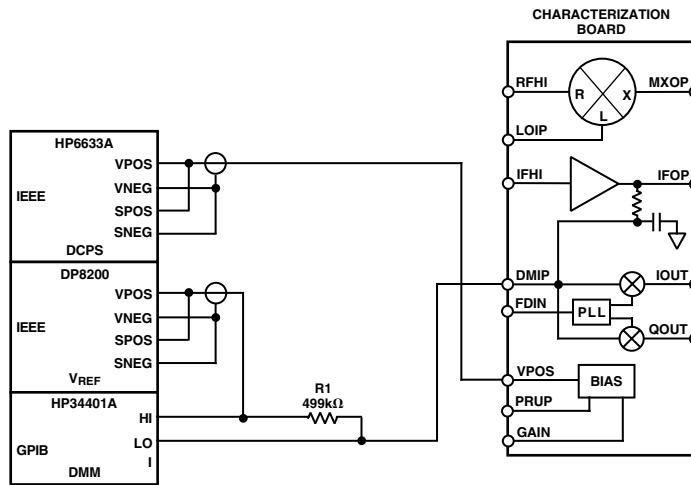 CHARACTERIZATION
BOARD
RFHI
R
X
L
MXOP
LOIP
IFHI
IFOP
DMIP
IOUT
FDIN
PLL
QOUT
VPOS
BIAS
PRUP
GAIN
HP6633A
VPOS
IEEE
VNEG
SPOS
SNEG
DCPS
DP8200
VPOS
IEEE
VNEG
SPOS
SNEG
VREF
HP34401A
HI
GPIB
LO
I
DMM
R1
499kΩ